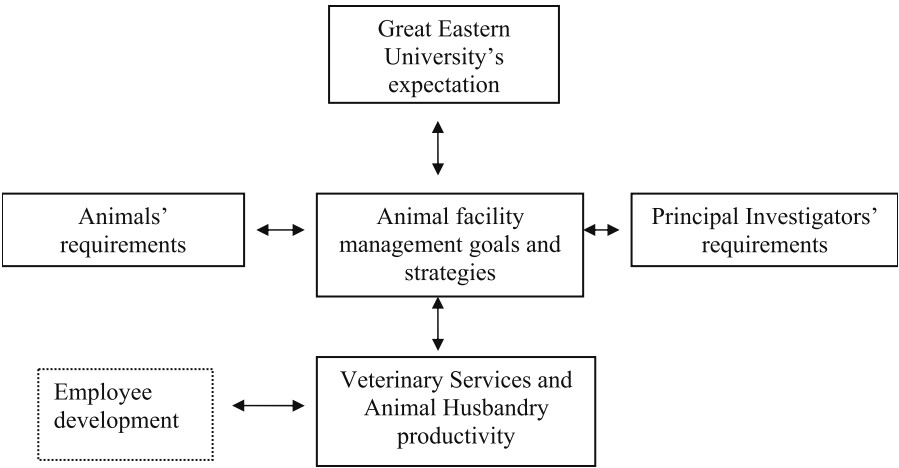 Great Eastern
University’s
expectation
Animals’
requirements
Animal facility
management goals and
strategies
Principal Investigators’
requirements
Employee
development
Veterinary Services and
Animal Husbandry
productivity